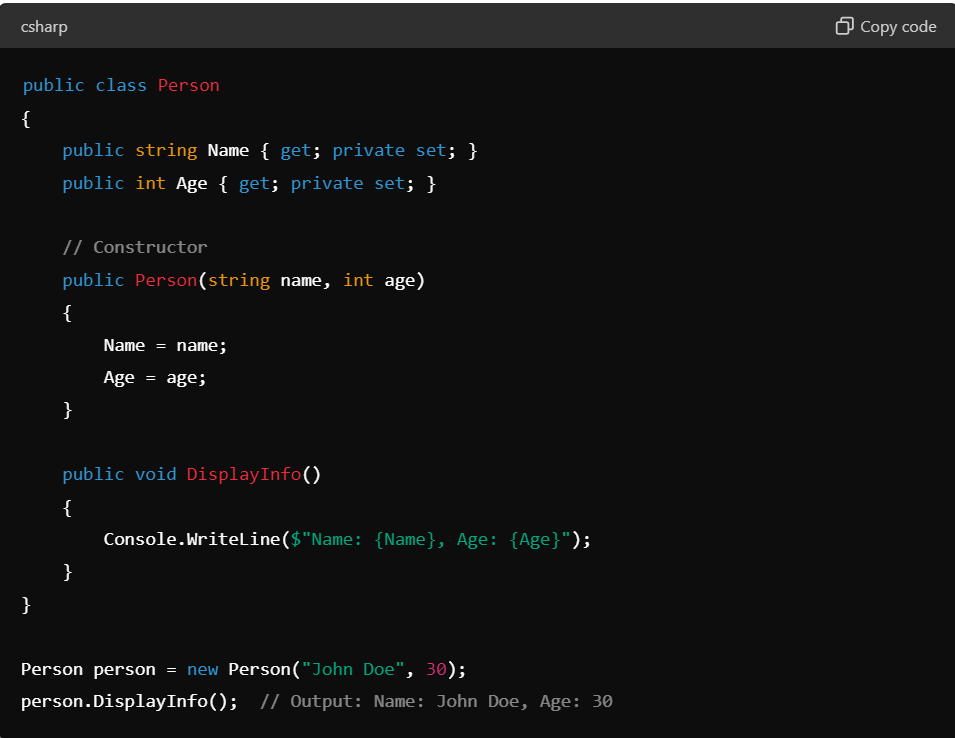 csharp
Copy code
public class Person
{
    public string Name { get; private set; }
    public int Age { get; private set; }

    // Constructor
    public Person(string name, int age)
    {
        Name = name;
        Age = age;
    }

    public void DisplayInfo()
    {
        Console.WriteLine($"Name: {Name}, Age: {Age}");
    }
}

Person person = new Person("John Doe", 30);
person.DisplayInfo();  // Output: Name: John Doe, Age: 30